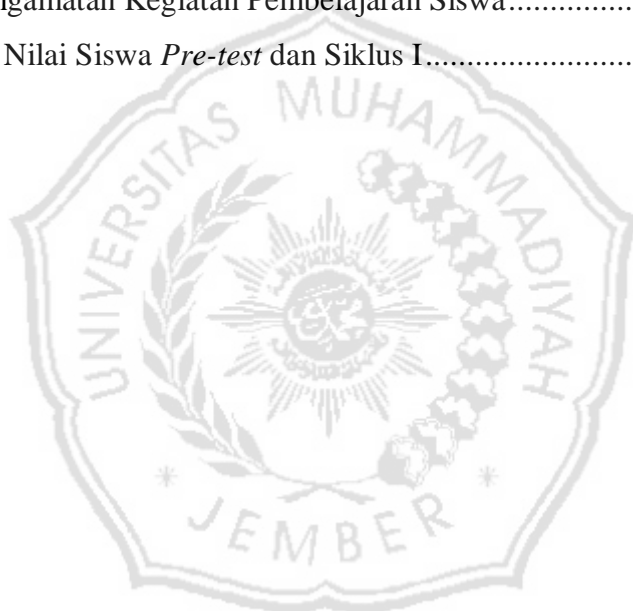 ngamatan Kegiatan Pembelajaran Siswa..................
Nilai Siswa Pre-test dan Siklus I.........................
UNIVERSITAS MUHAMMADIYAH
JEMBER